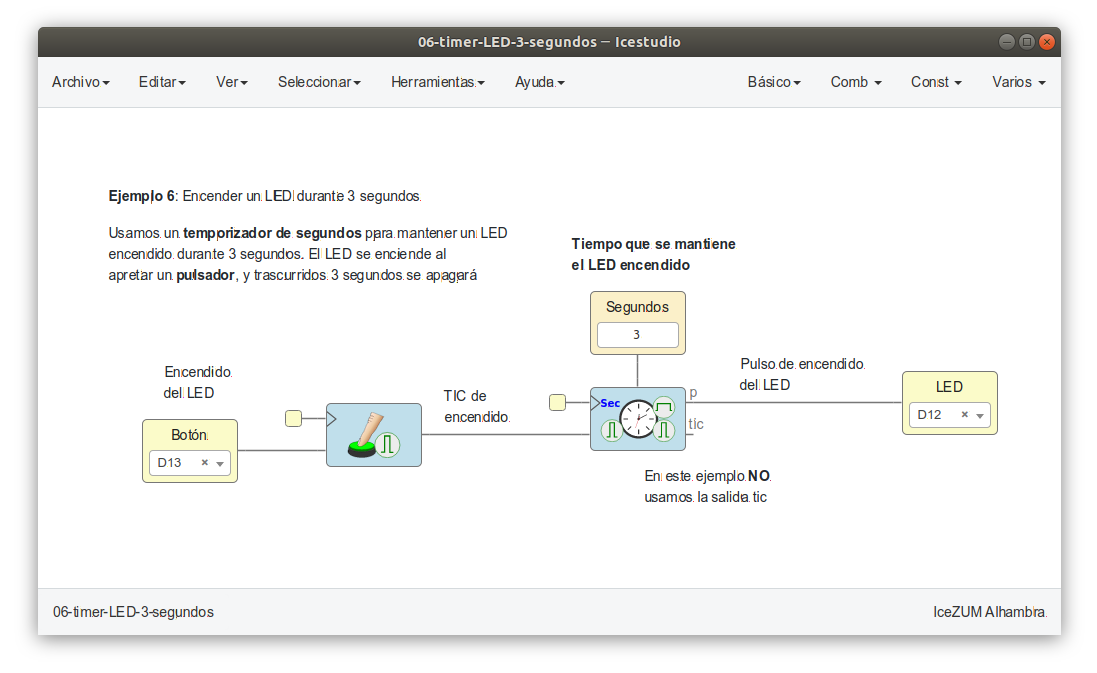 06-timer-LED-3-segundos – Icestudio
Archivo Editar Ver Seleccionar Herramientas Ayuda Básico Comb Const Varios
Ejemplo 6: Encender un LED durante 3 segundos.
Usamos un temporizador de segundos para mantener un LED
encendido durante 3 segundos. El LED se enciende al
apretar un pulsador, y trascurridos 3 segundos se apagará
Tiempo que se mantiene
el LED encendido
Segundos
3
Encendido
del LED
Botón
D13 ×
TIC de
encendido
Sec
p
tic
Pulso de encendido
del LED
LED
D12 ×
En este ejemplo NO
usamos la salida tic
06-timer-LED-3-segundos
IceZUM Alhambra